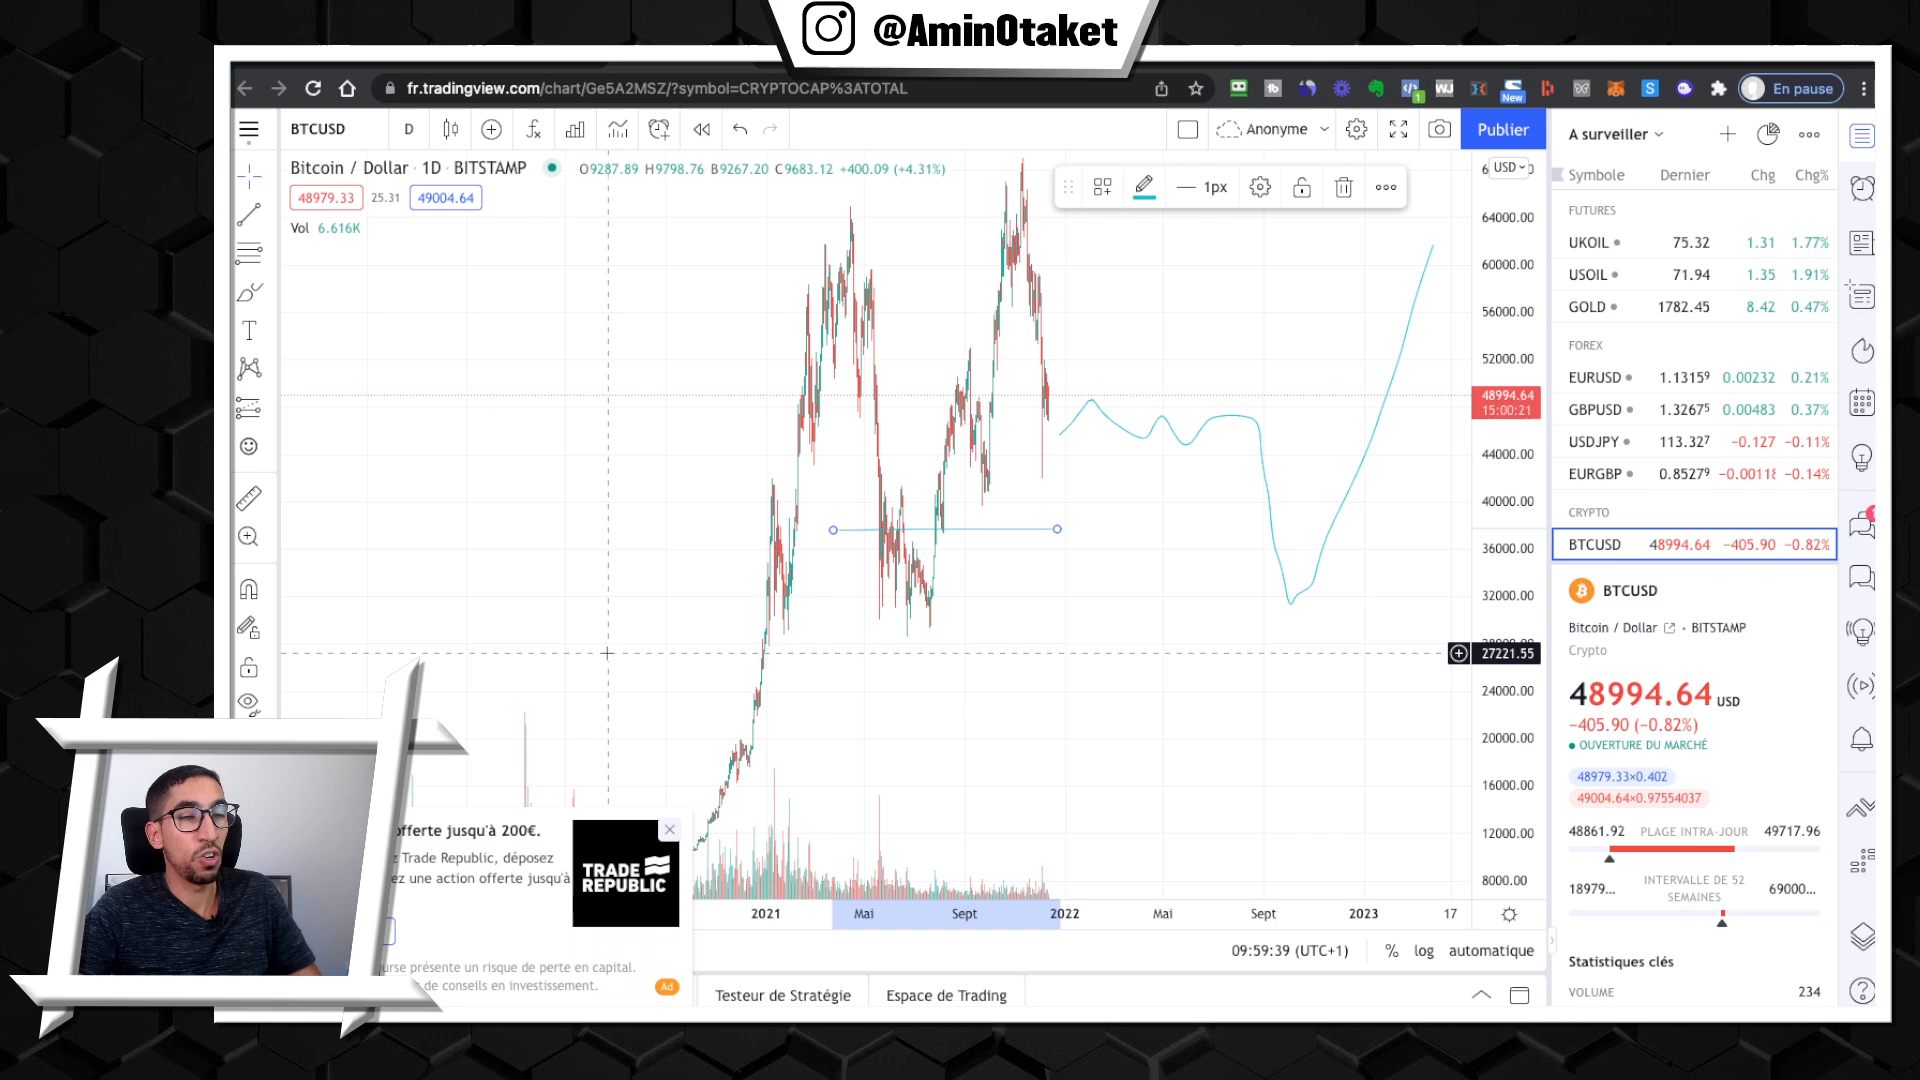 @AminOtaket
fr.tradingview.com/chart/Ge5A2MSZ/?symbol=CRYPTOCAP%3ATOTAL
New
1
En pause
BTCUSD
D
Anonyme
Publier
A surveiller
Bitcoin / Dollar · 1D · BITSTAMP
O9287.89 H9798.76 B9267.20 C9683.12 +400.09 (+4.31%)
48979.33
25.31
49004.64
Vol 6.616K
1px
USD
64000.00
60000.00
56000.00
52000.00
48994.64
15:00:21
44000.00
40000.00
36000.00
32000.00
27221.55
24000.00
20000.00
16000.00
12000.00
8000.00
2021
Mai
Sept
2022
Mai
Sept
2023
17
09:59:39 (UTC+1)
%
log
automatique
Testeur de Stratégie
Espace de Trading
offerte jusqu'à 200€.
z Trade Republic, déposez
ez une action offerte jusqu'à
TRADE
REPUBLIC
urse présente un risque de perte en capital.
de conseils en investissement.
Ad
Symbole Dernier Chg Chg%
FUTURES
UKOIL 75.32 1.31 1.77%
USOIL 71.94 1.35 1.91%
GOLD 1782.45 8.42 0.47%
FOREX
EURUSD 1.13159 0.00232 0.21%
GBPUSD 1.32675 0.00483 0.37%
USDJPY 113.327 −0.127 −0.11%
EURGBP 0.85279 −0.00118 −0.14%
CRYPTO
BTCUSD 48994.64 −405.90 −0.82%
BTCUSD
Bitcoin / Dollar • BITSTAMP
Crypto
48994.64 USD
−405.90 (−0.82%)
OUVERTURE DU MARCHÉ
48979.33×0.402
49004.64×0.97554037
48861.92 PLAGE INTRA-JOUR 49717.96
18979... INTERVALLE DE 52 SEMAINES 69000...
Statistiques clés
VOLUME 234